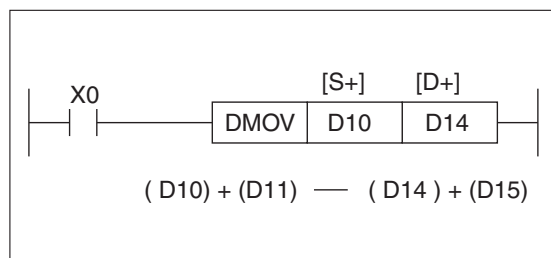 [S+] [D+]
X0
DMOV D10 D14
( D10) + (D11) — ( D14 ) + (D15)